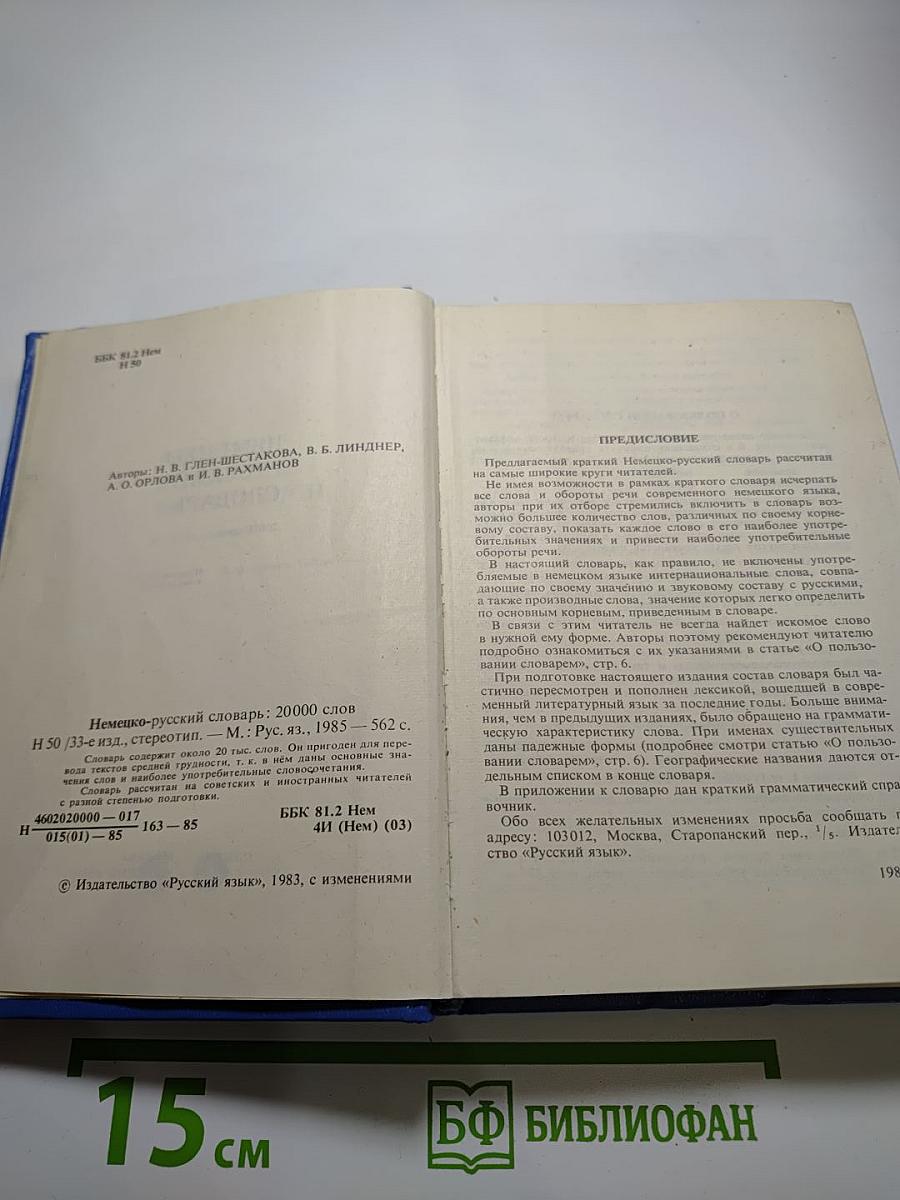 ББК 81.2 Нем
Н 50
Авторы: Н. В. ГЛЕН-ШЕСТАКОВА, В. Б. ЛИНДНЕР,
А. О. ОРЛОВА и И. В. РАХМАНОВ
Немецко-русский словарь: 20000 слов
Н 50 /33-е изд., стереотип. — М.: Рус. яз., 1985 — 562 с.
Словарь содержит около 20 тыс. слов. Он пригоден для пере-
вода текстов средней трудности, т. к. в нём даны основные зна-
чения слов и наиболее употребительные словосочетания.
Словарь рассчитан на советских и иностранных читателей
с разной степенью подготовки.
Н 4602020000 — 017
015(01) — 85 163 — 85
ББК 81.2 Нем
4И (Нем) (03)
© Издательство «Русский язык», 1983, с изменениями
ПРЕДИСЛОВИЕ
Предлагаемый краткий Немецко-русский словарь рассчитан
на самые широкие круги читателей.
Не имея возможности в рамках краткого словаря исчерпать
все слова и обороты речи современного немецкого языка,
авторы при их отборе стремились включить в словарь воз-
можно большее количество слов, различных по своему корне-
вому составу, показать каждое слово в его наиболее употре-
бительных значениях и привести наиболее употребительные
обороты речи.
В настоящий словарь, как правило, не включены употре-
бляемые в немецком языке интернациональные слова, совпа-
дающие по своему значению и звуковому составу с русскими,
а также производные слова, значение которых легко определить
по основным корневым, приведенным в словаре.
В связи с этим читатель не всегда найдет искомое слово
в нужной ему форме. Авторы поэтому рекомендуют читателю
подробно ознакомиться с их указаниями в статье «О пользо-
вании словарем», стр. 6.
При подготовке настоящего издания состав словаря был ча-
стично пересмотрен и пополнен лексикой, вошедшей в совре-
менный литературный язык за последние годы. Больше внима-
ния, чем в предыдущих изданиях, было обращено на граммати-
ческую характеристику слова. При именах существительных
даны падежные формы (подробнее смотри статью «О пользо-
вании словарем», стр. 6). Географические названия даются от-
дельным списком в конце словаря.
В приложении к словарю дан краткий грамматический спра
вочник.
Обо всех желательных изменениях просьба сообщать п
адресу: 103012, Москва, Старопанский пер., 1/5. Издател
ство «Русский язык».
198
15 см
БФ БИБЛИОФАН